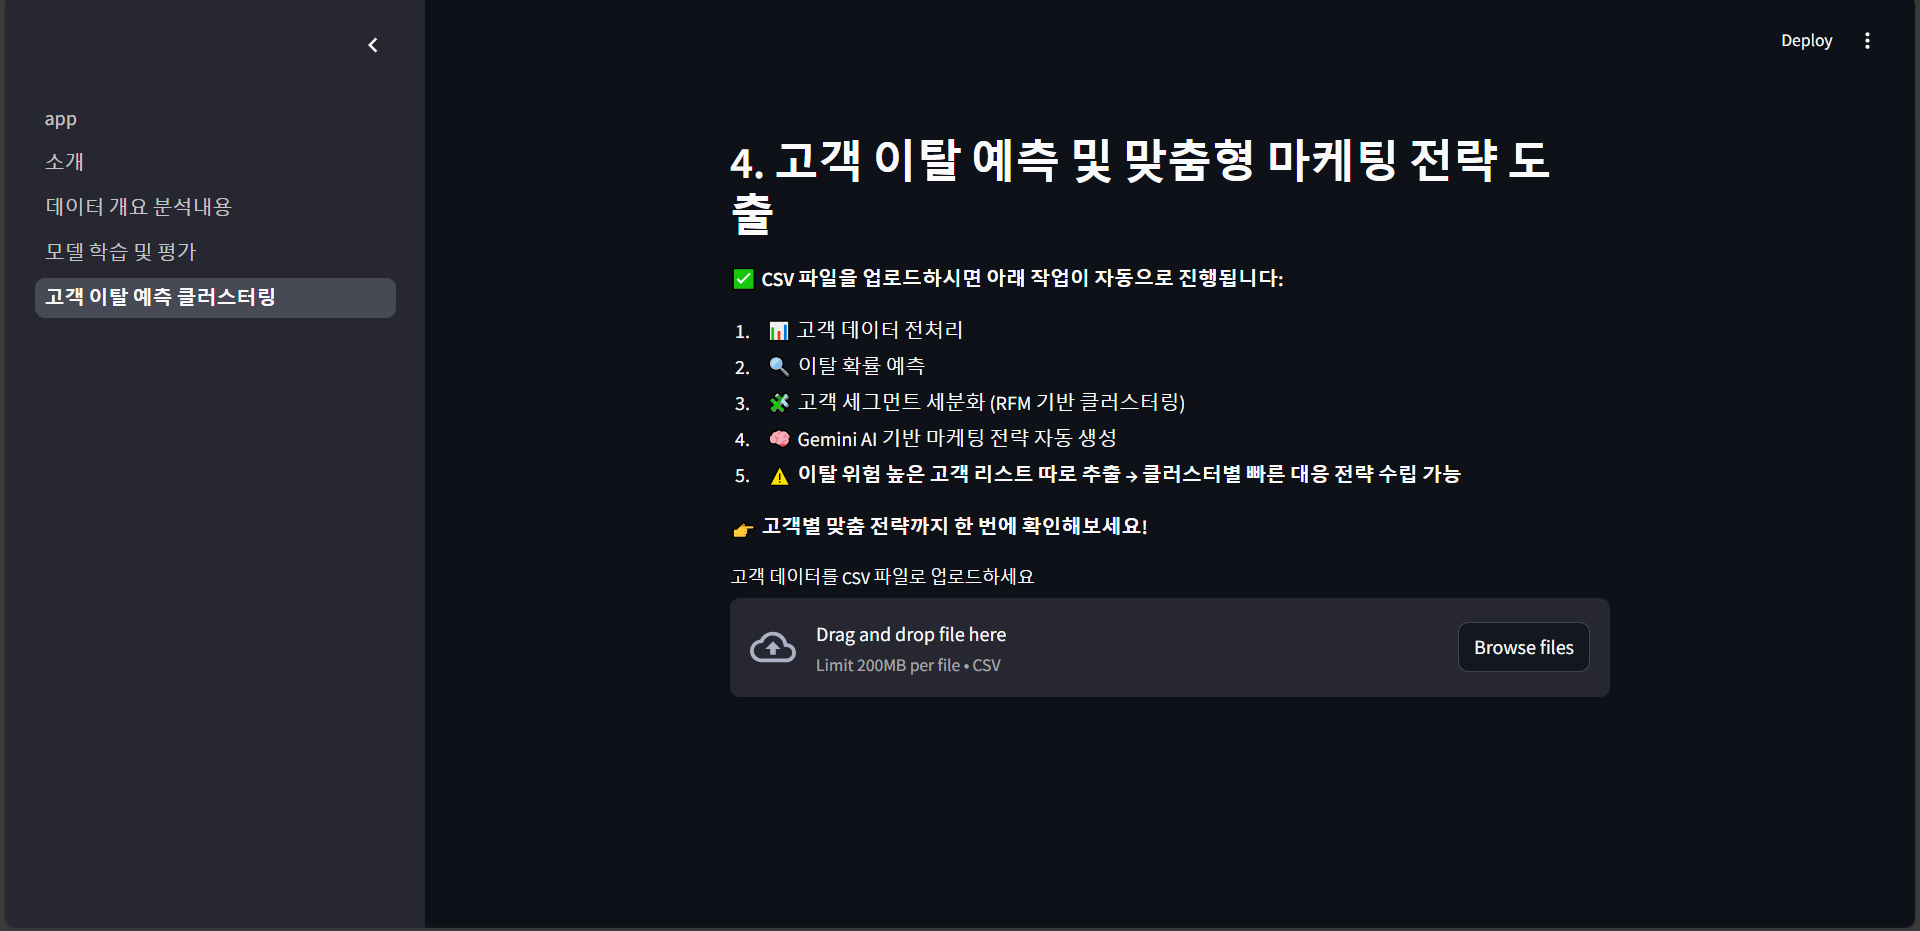 Deploy
app
소개
데이터 개요 분석내용
모델 학습 및 평가
고객 이탈 예측 클러스터링
4. 고객 이탈 예측 및 맞춤형 마케팅 전략 도
출
✅ CSV 파일을 업로드하시면 아래 작업이 자동으로 진행됩니다:
1. 📊 고객 데이터 전처리
2. 🔍 이탈 확률 예측
3. 🧩 고객 세그먼트 세분화 (RFM 기반 클러스터링)
4. 🧠 Gemini AI 기반 마케팅 전략 자동 생성
5. ⚠️ 이탈 위험 높은 고객 리스트 따로 추출 → 클러스터별 빠른 대응 전략 수립 가능
👉 고객별 맞춤 전략까지 한 번에 확인해보세요!
고객 데이터를 CSV 파일로 업로드하세요
Drag and drop file here
Limit 200MB per file • CSV
Browse files